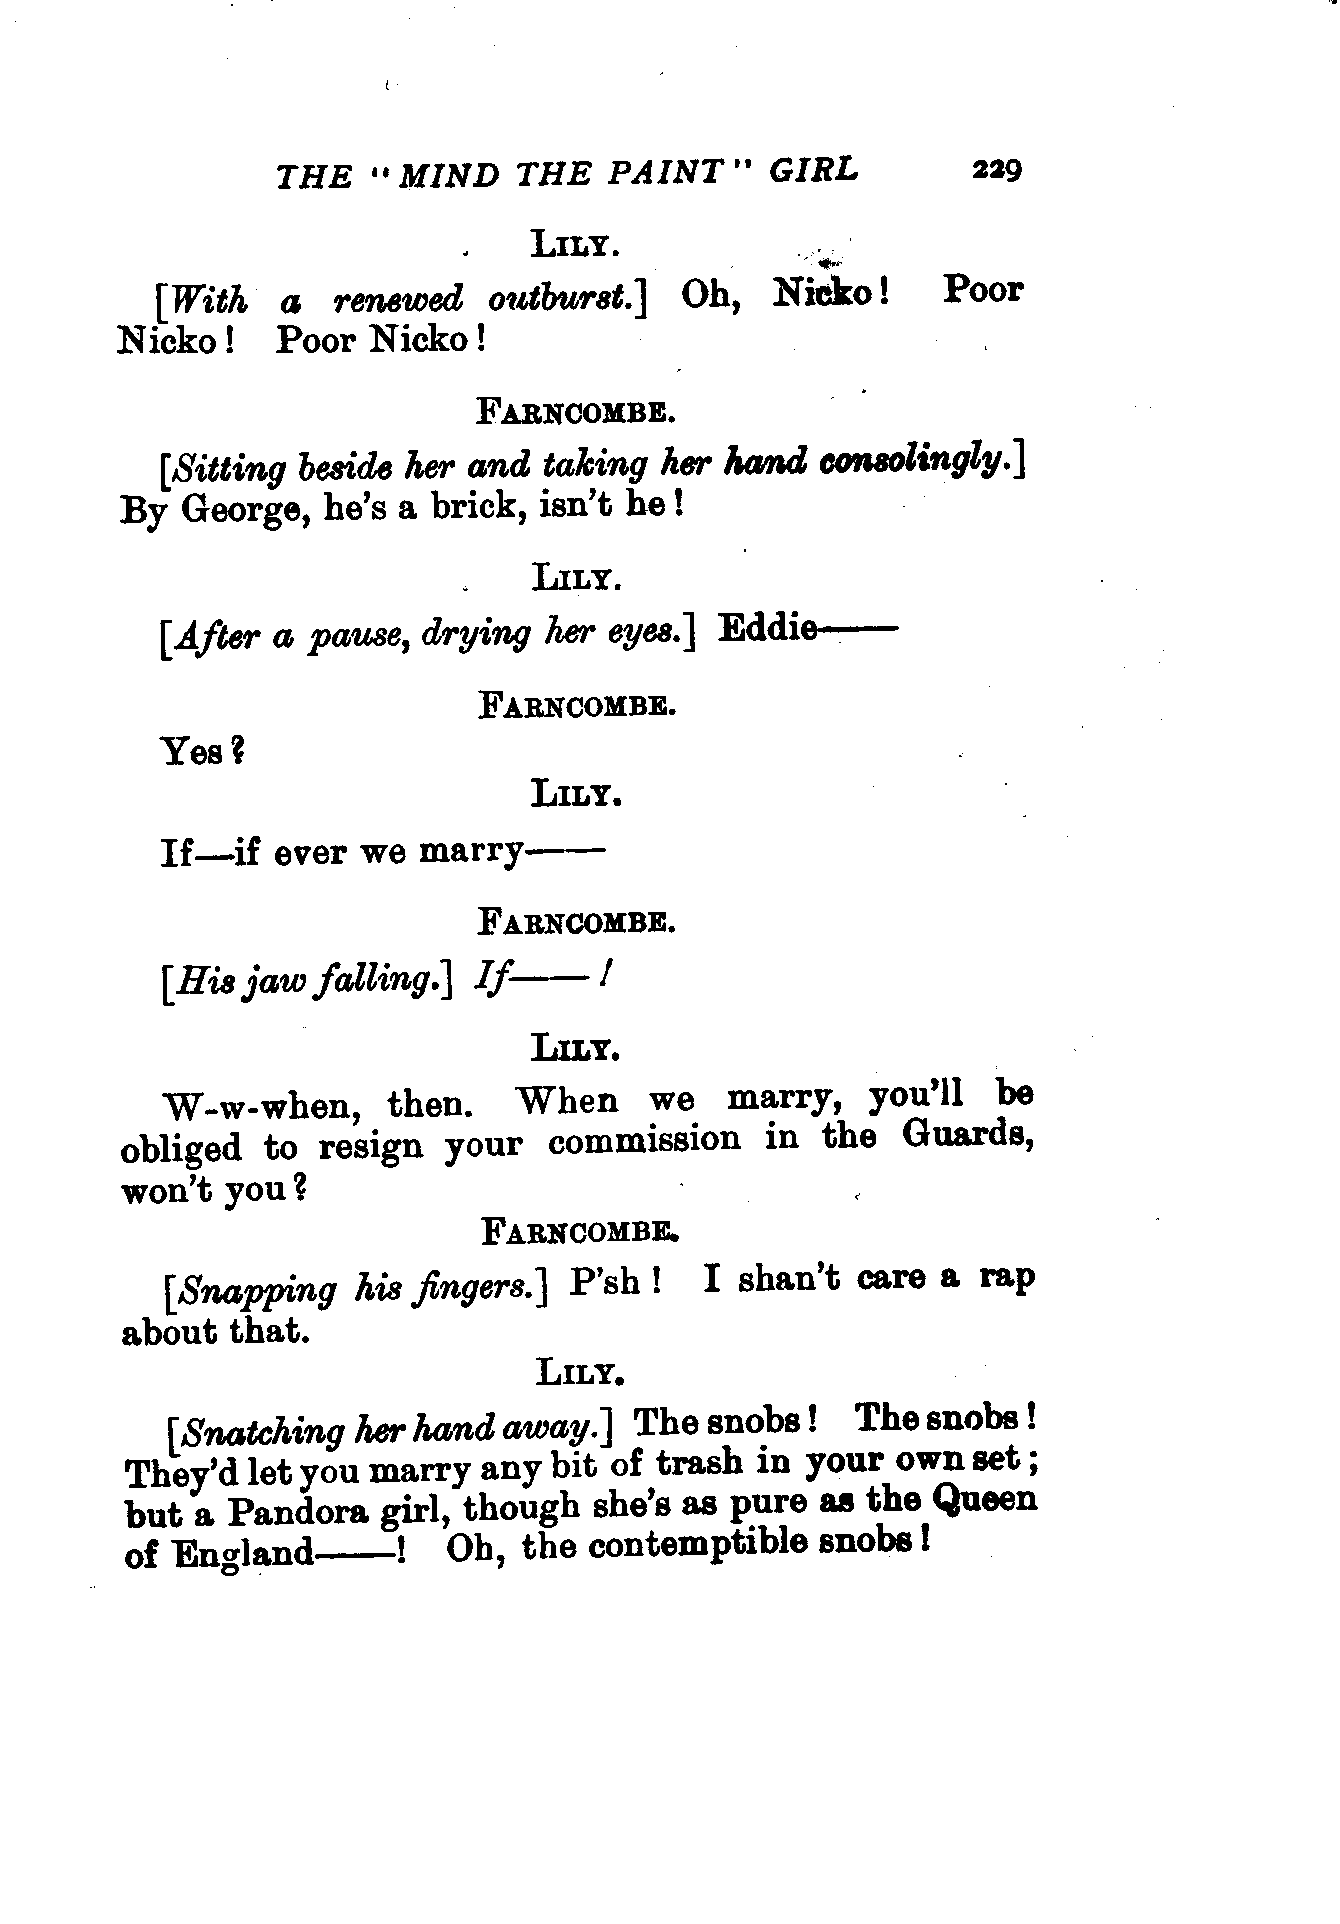 THE "MIND THE PAINT" GIRL 229
LILY.
[With a renewed outburst.] Oh, Nicko! Poor
Nicko! Poor Nicko!
FARNCOMBE.
[Sitting beside her and taking her hand consolingly.]
By George, he's a brick, isn't he!
LILY.
[After a pause, drying her eyes.] Eddie——
FARNCOMBE.
Yes?
LILY.
If—if ever we marry——
FARNCOMBE.
[His jaw falling.] If——!
LILY.
W-w-when, then. When we marry, you'll be
obliged to resign your commission in the Guards,
won't you?
FARNCOMBE.
[Snapping his fingers.] P'sh! I shan't care a rap
about that.
LILY.
[Snatching her hand away.] The snobs! The snobs!
They'd let you marry any bit of trash in your own set;
but a Pandora girl, though she's as pure as the Queen
of England——! Oh, the contemptible snobs!